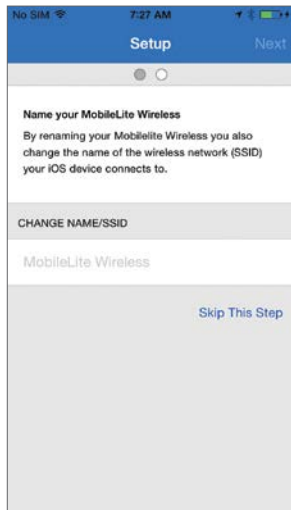 No SIM 7:27 AM
Setup Next
Name your MobileLite Wireless
By renaming your Mobilelite Wireless you also
change the name of the wireless network (SSID)
your iOS device connects to.
CHANGE NAME/SSID
MobileLite Wireless
Skip This Step